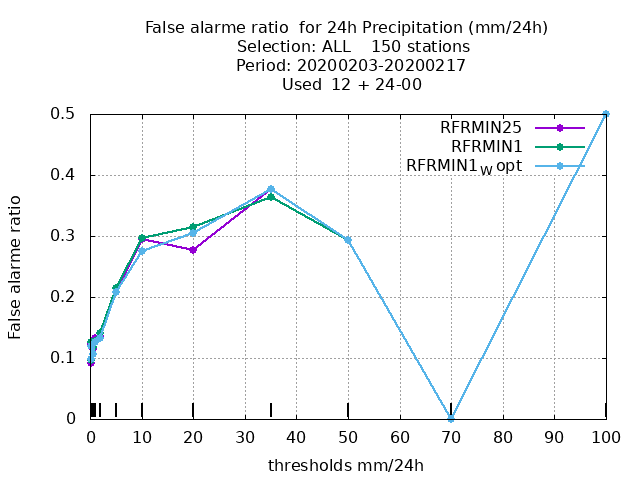 False alarme ratio  for 24h Precipitation (mm/24h)
Selection: ALL    150 stations
Period: 20200203-20200217
Used  12 + 24-00
RFRMIN25
RFRMIN1
RFRMIN1W opt
False alarme ratio
0.5
0.4
0.3
0.2
0.1
0
0 10 20 30 40 50 60 70 80 90 100
thresholds mm/24h